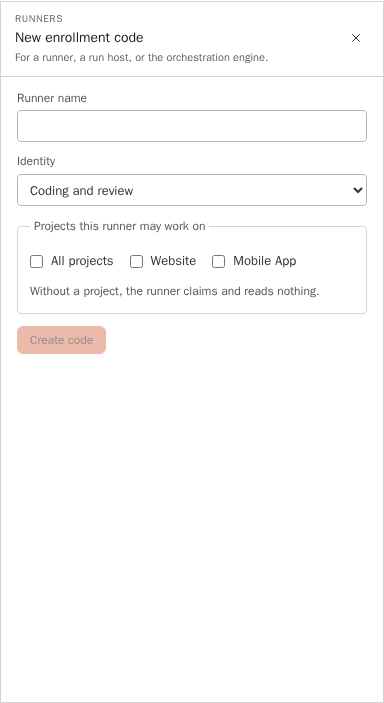 RUNNERS
New enrollment code
For a runner, a run host, or the orchestration engine.
Runner name
Identity
Coding and review
Projects this runner may work on
All projects Website Mobile App
Without a project, the runner claims and reads nothing.
Create code